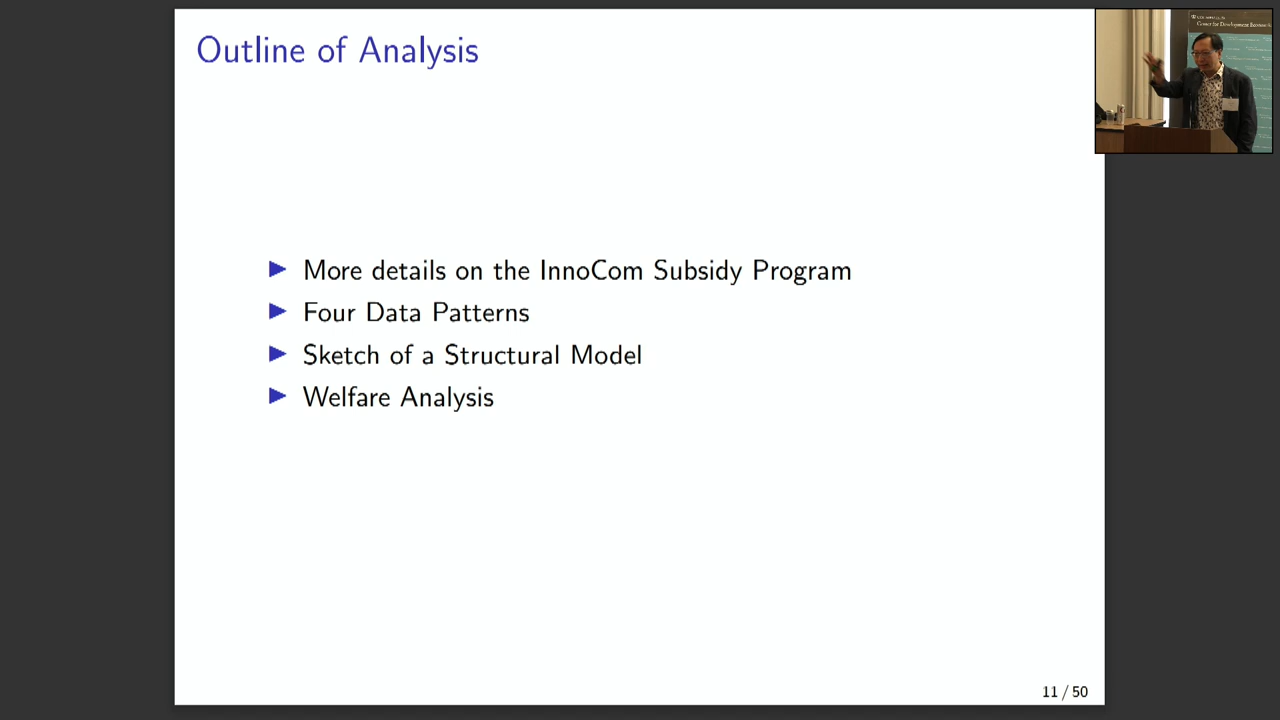 Outline of Analysis
More details on the InnoCom Subsidy Program
Four Data Patterns
Sketch of a Structural Model
Welfare Analysis
11 / 50